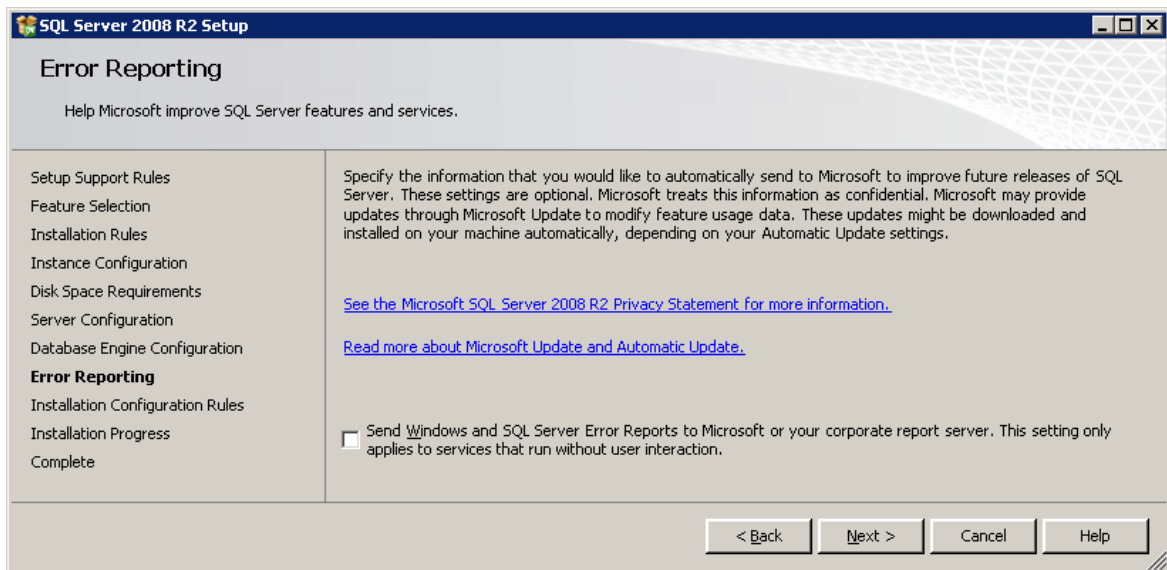 SQL Server 2008 R2 Setup
Error Reporting
Help Microsoft improve SQL Server features and services.
Setup Support Rules
Feature Selection
Installation Rules
Instance Configuration
Disk Space Requirements
Server Configuration
Database Engine Configuration
Error Reporting
Installation Configuration Rules
Installation Progress
Complete
Specify the information that you would like to automatically send to Microsoft to improve future releases of SQL
Server. These settings are optional. Microsoft treats this information as confidential. Microsoft may provide
updates through Microsoft Update to modify feature usage data. These updates might be downloaded and
installed on your machine automatically, depending on your Automatic Update settings.
See the Microsoft SQL Server 2008 R2 Privacy Statement for more information.
Read more about Microsoft Update and Automatic Update.
Send Windows and SQL Server Error Reports to Microsoft or your corporate report server. This setting only
applies to services that run without user interaction.
< Back
Next >
Cancel
Help